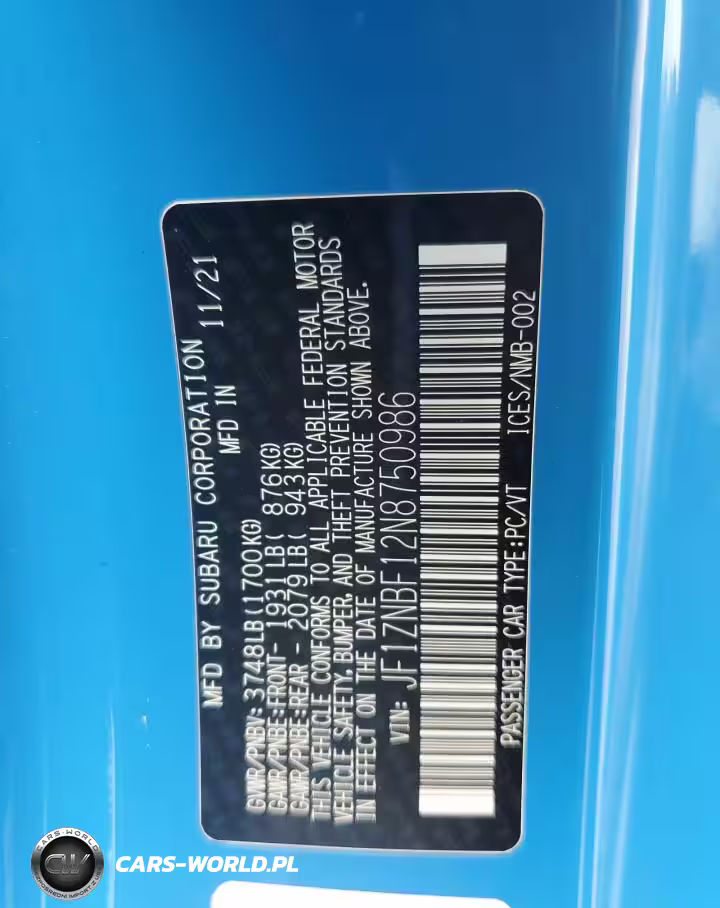 MFD BY SUBARU CORPORATION
MFD IN 11/21
GVWR/PNBV: 3748LB(1700KG)
GAWR/PNBE:FRONT- 1931LB( 876KG)
GAWR/PNBE:REAR - 2079LB( 943KG)
THIS VEHICLE CONFORMS TO ALL APPLICABLE FEDERAL MOTOR
VEHICLE SAFETY, BUMPER, AND THEFT PREVENTION STANDARDS
IN EFFECT ON THE DATE OF MANUFACTURE SHOWN ABOVE.
VIN: JF1ZNBF12N8750986
PASSENGER CAR TYPE:PC/VT ICES/NMB-002
CARS-WORLD
CW
CARS-WORLD.PL